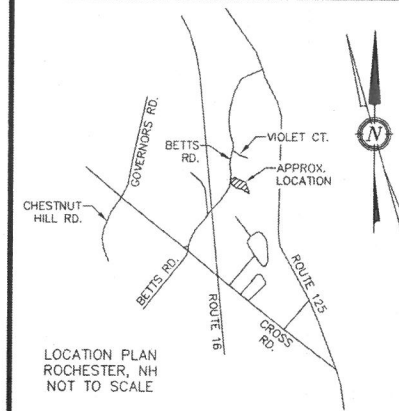 GOVERNORS RD.
BETTS
RD.
VIOLET CT.
APPROX.
LOCATION
N
CHESTNUT
HILL RD.
BETTS RD.
ROUTE 16
ROUTE 125
CROSS
RD.
LOCATION PLAN
ROCHESTER, NH
NOT TO SCALE